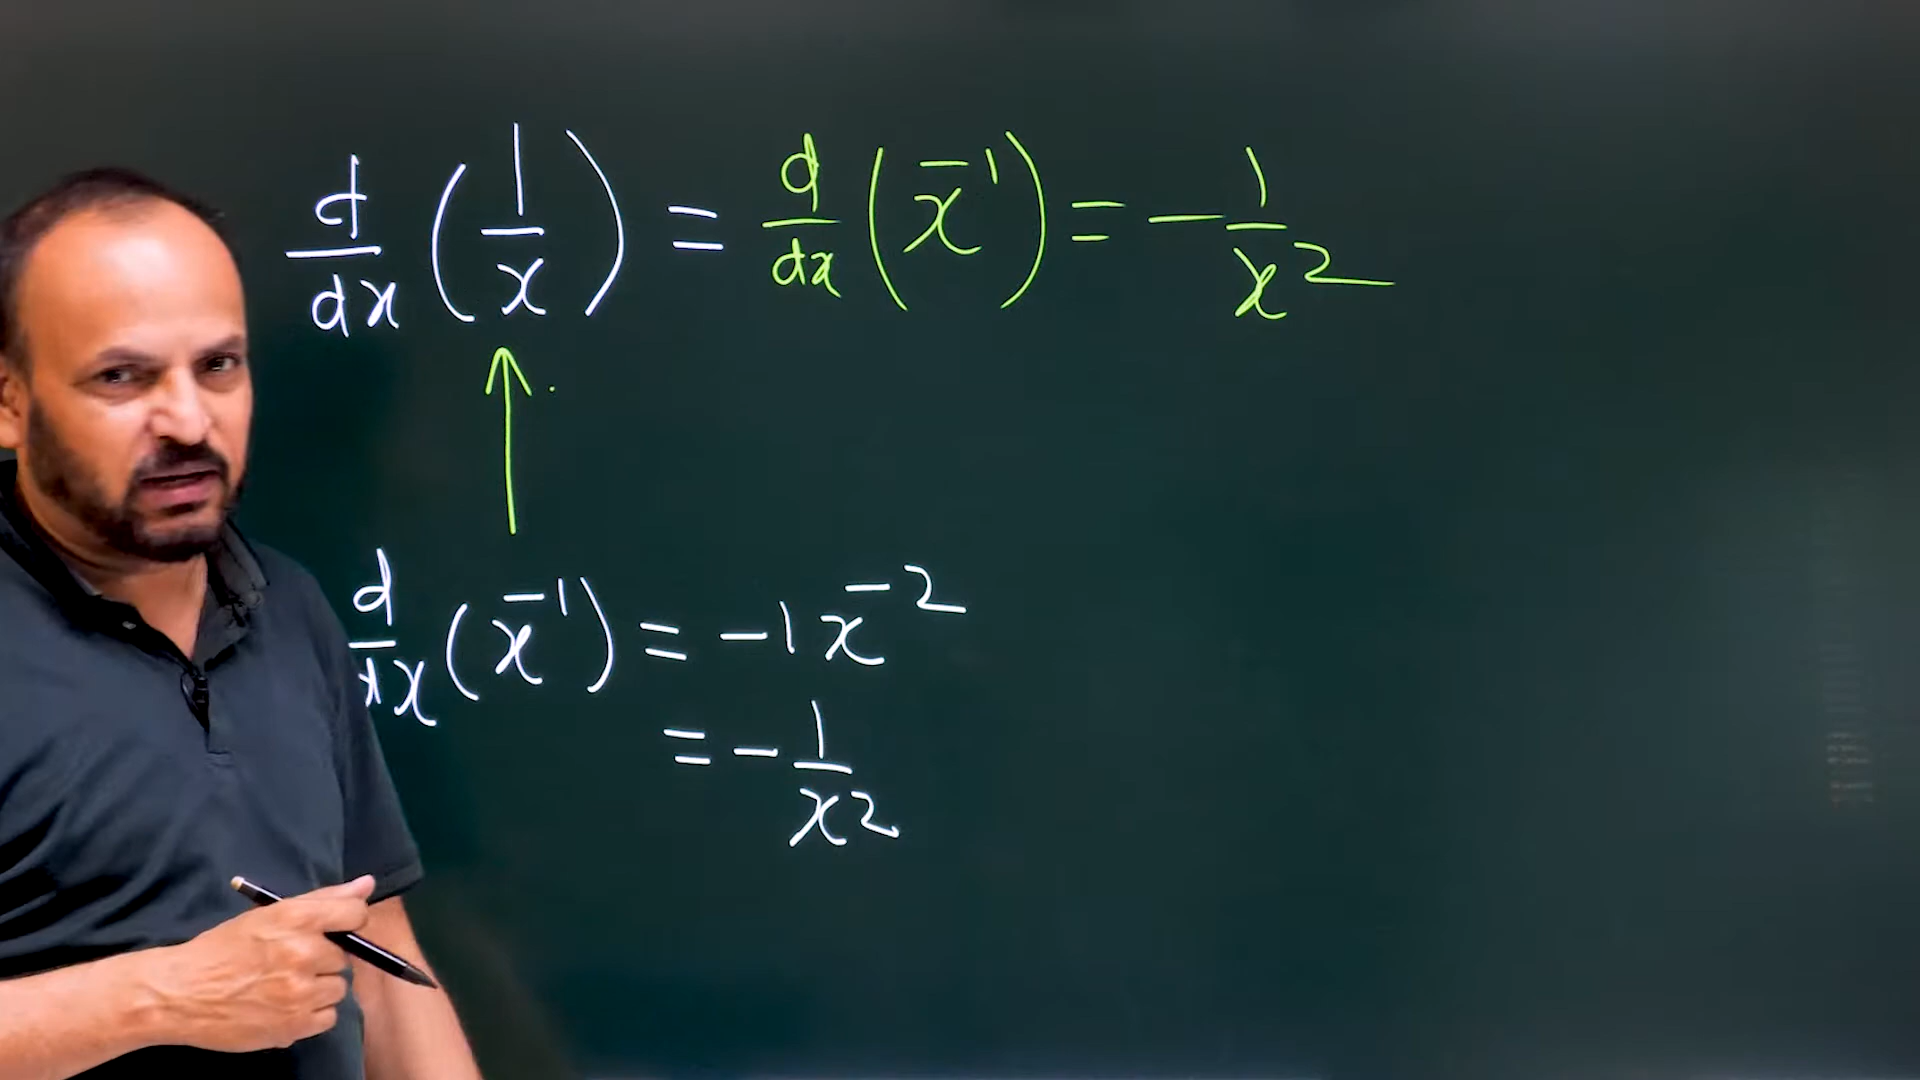 d/dx (1/x) = d/dx (x⁻¹) = - 1/x²
d/dx (x⁻¹) = -1x⁻²
= - 1/x²